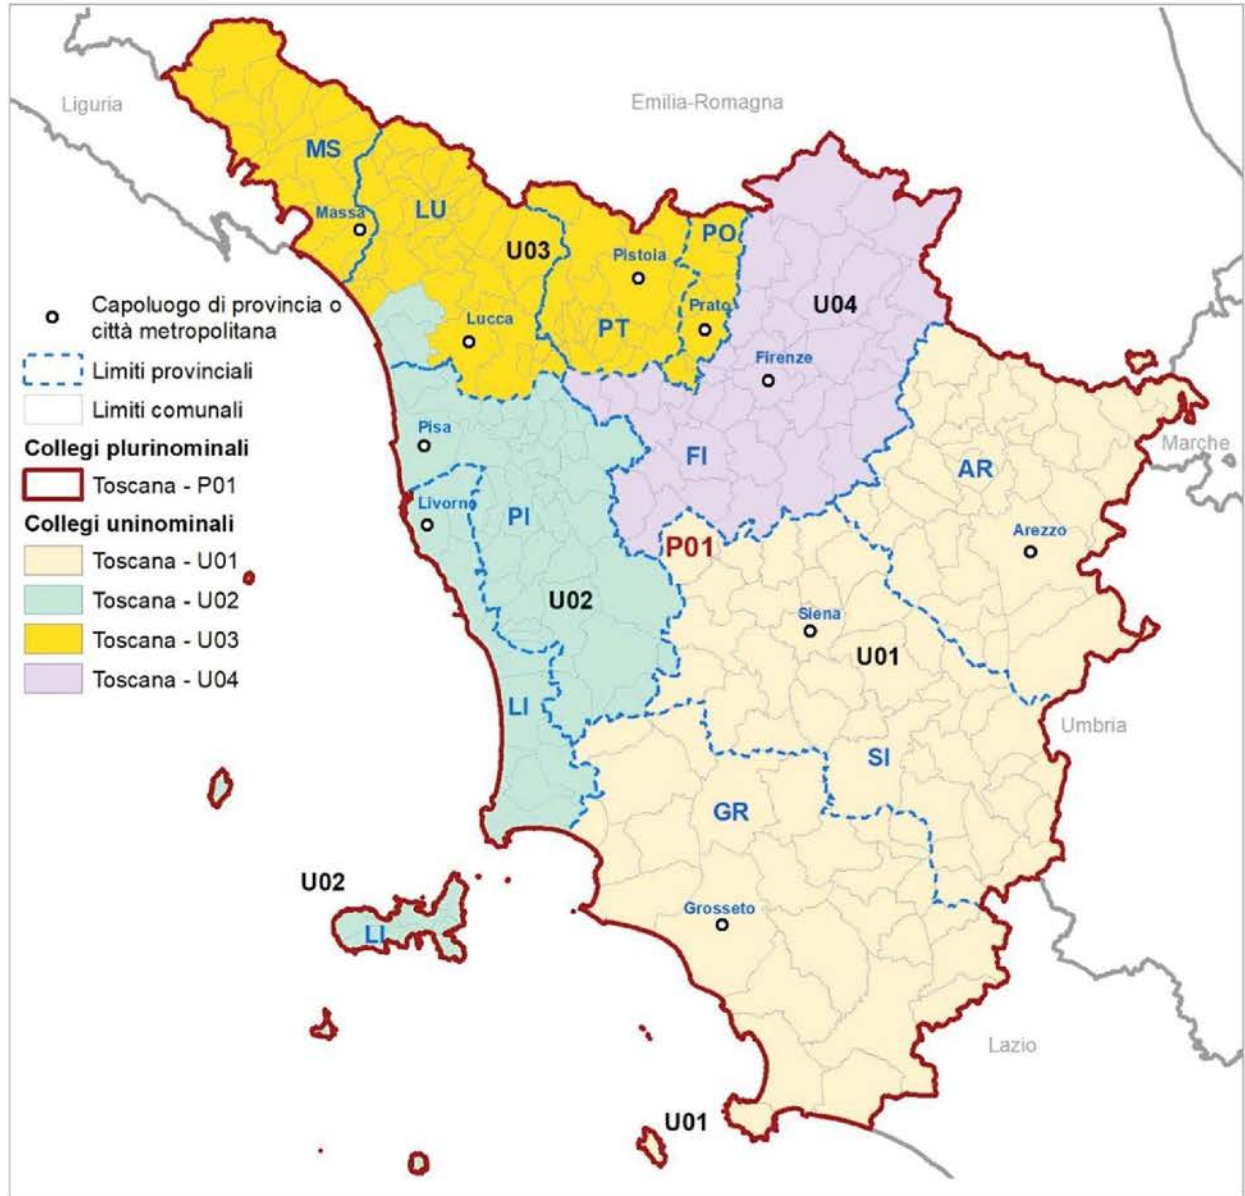 Liguria
Emilia-Romagna
MS
LU
Massa
U03
PO
Pistoia
U04
Prato
Lucca
PT
Firenze
Capoluogo di provincia o
città metropolitana
Limiti provinciali
Limiti comunali
Collegi plurinominali
Toscana - P01
Collegi uninominali
Toscana - U01
Toscana - U02
Toscana - U03
Toscana - U04
Pisa
FI
AR
Marche
Livorno
PI
P01
Arezzo
U02
Siena
U01
LI
Umbria
SI
GR
U02
LI
Grosseto
Lazio
U01